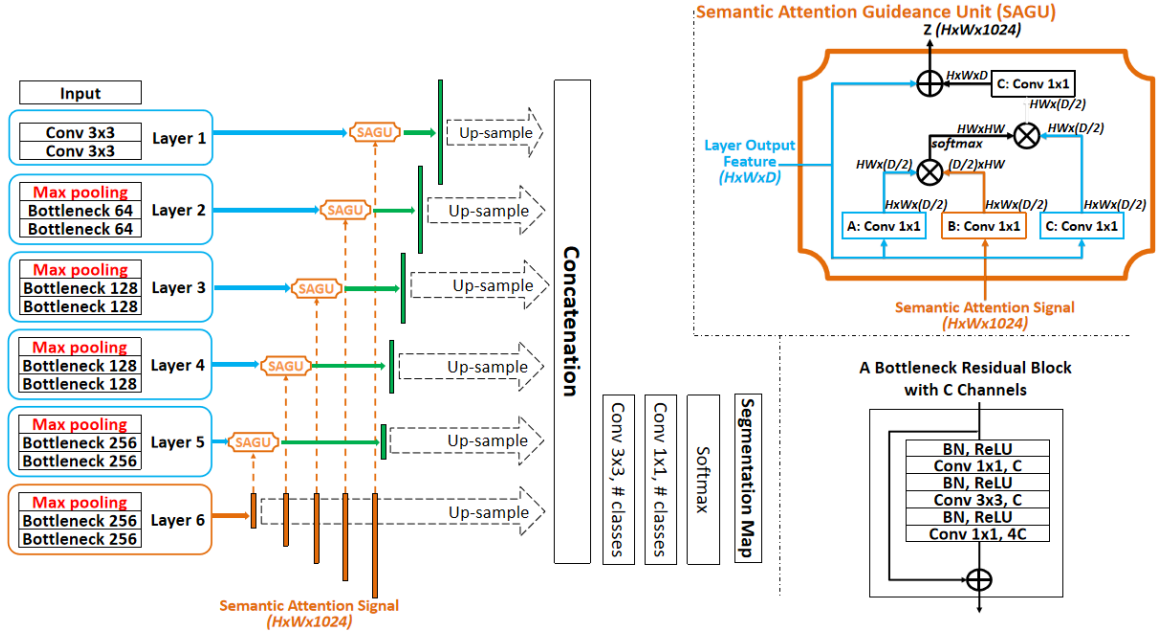 Input
Conv 3x3
Conv 3x3
Layer 1
SAGU
Up-sample
Max pooling
Bottleneck 64
Bottleneck 64
Layer 2
SAGU
Up-sample
Max pooling
Bottleneck 128
Bottleneck 128
Layer 3
SAGU
Up-sample
Max pooling
Bottleneck 128
Bottleneck 128
Layer 4
SAGU
Up-sample
Max pooling
Bottleneck 256
Bottleneck 256
Layer 5
SAGU
Up-sample
Max pooling
Bottleneck 256
Bottleneck 256
Layer 6
Up-sample
Semantic Attention Signal
(HxWx1024)
Concatenation
Conv 3x3, # classes
Conv 1x1, # classes
Softmax
Segmentation Map
Semantic Attention Guideance Unit (SAGU)
Z (HxWx1024)
HxWxD
C: Conv 1x1
HWx(D/2)
HWxHW
softmax
HWx(D/2)
Layer Output
Feature
(HxWxD)
HWx(D/2)
(D/2)xHW
HxWx(D/2)
HxWx(D/2)
HxWx(D/2)
A: Conv 1x1
B: Conv 1x1
C: Conv 1x1
Semantic Attention Signal
(HxWx1024)
A Bottleneck Residual Block
with C Channels
BN, ReLU
Conv 1x1, C
BN, ReLU
Conv 3x3, C
BN, ReLU
Conv 1x1, 4C